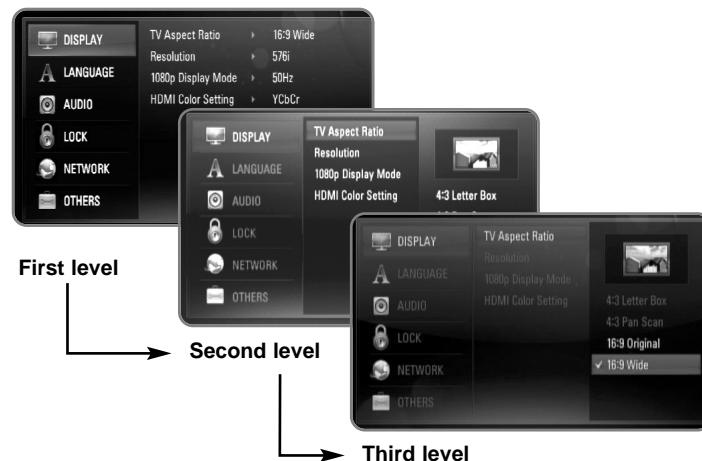 DISPLAY
LANGUAGE
AUDIO
LOCK
NETWORK
OTHERS
TV Aspect Ratio 16:9 Wide
Resolution 576i
1080p Display Mode 50Hz
HDMI Color Setting YCbCr
First level
DISPLAY
LANGUAGE
AUDIO
LOCK
NETWORK
OTHERS
TV Aspect Ratio
Resolution
1080p Display Mode
HDMI Color Setting
4:3 Letter Box
Second level
DISPLAY
LANGUAGE
AUDIO
LOCK
NETWORK
OTHERS
TV Aspect Ratio
Resolution
1080p Display Mode
HDMI Color Setting
4:3 Letter Box
4:3 Pan Scan
16:9 Original
✓ 16:9 Wide
Third level